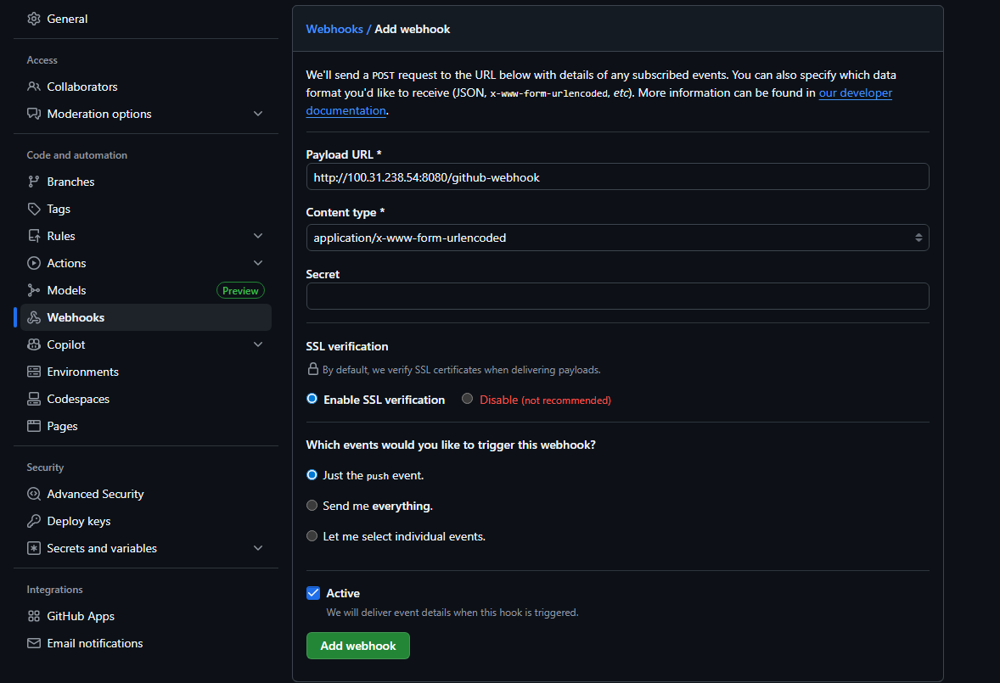 General
Access
Collaborators
Moderation options
Code and automation
Branches
Tags
Rules
Actions
Models Preview
Webhooks
Copilot
Environments
Codespaces
Pages
Security
Advanced Security
Deploy keys
Secrets and variables
Integrations
GitHub Apps
Email notifications
Webhooks / Add webhook
We'll send a POST request to the URL below with details of any subscribed events. You can also specify which data
format you'd like to receive (JSON, x-www-form-urlencoded, etc). More information can be found in our developer
documentation.
Payload URL *
http://100.31.238.54:8080/github-webhook
Content type *
application/x-www-form-urlencoded
Secret
SSL verification
By default, we verify SSL certificates when delivering payloads.
Enable SSL verification Disable (not recommended)
Which events would you like to trigger this webhook?
Just the push event.
Send me everything.
Let me select individual events.
Active
We will deliver event details when this hook is triggered.
Add webhook